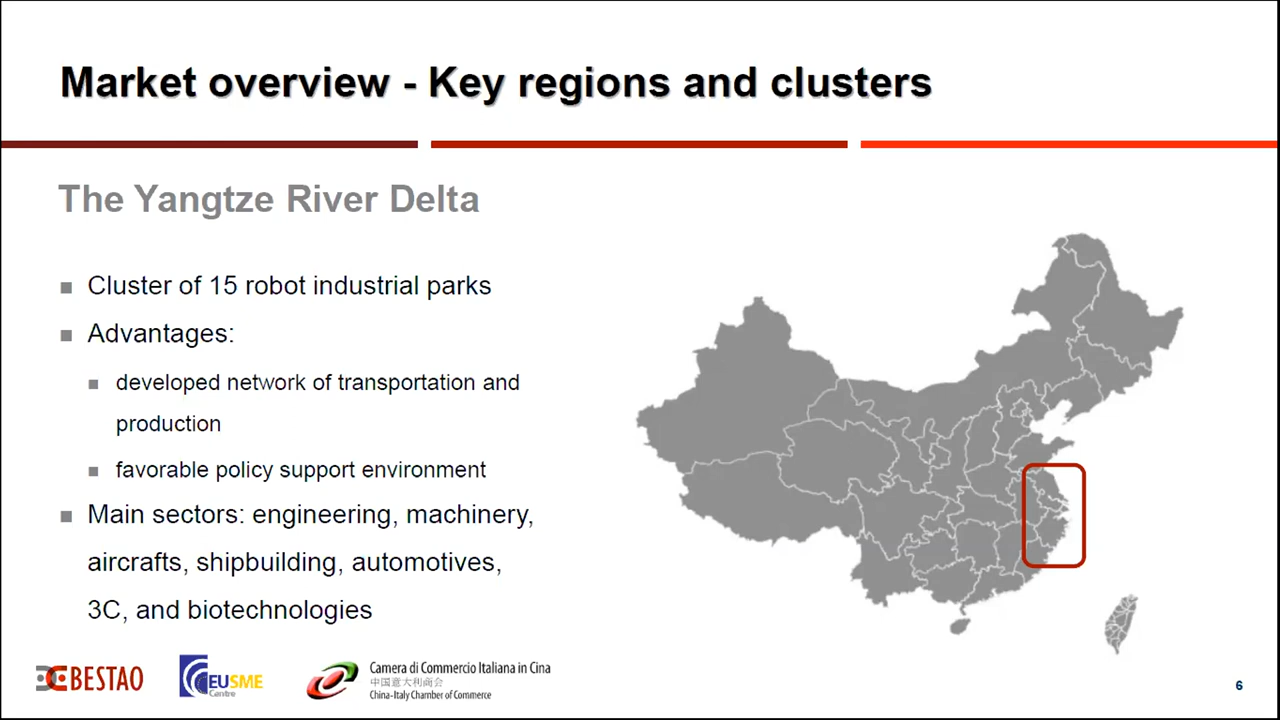 Market overview - Key regions and clusters
The Yangtze River Delta
Cluster of 15 robot industrial parks
Advantages:
developed network of transportation and
production
favorable policy support environment
Main sectors: engineering, machinery,
aircrafts, shipbuilding, automotives,
3C, and biotechnologies
BESTAO
EUSME
Centre
Camera di Commercio Italiana in Cina
中国意大利商会
China-Italy Chamber of Commerce
6